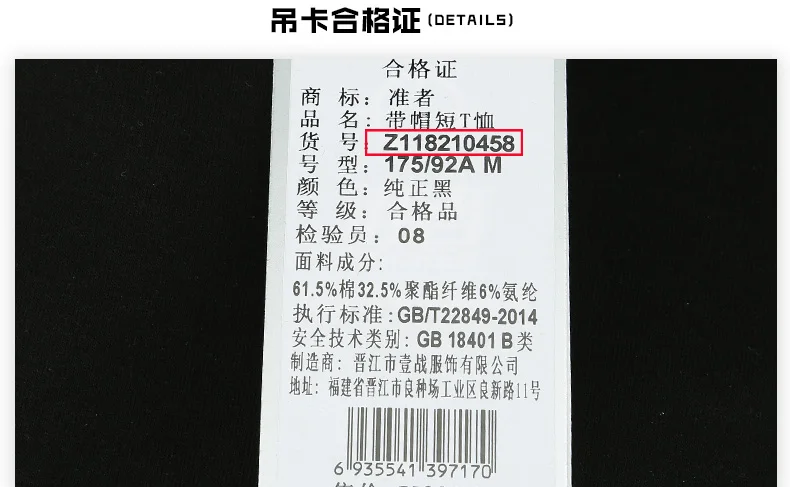 吊卡合格证(DETAILS)
合格证
商 标：准者
品 名：带帽短T恤
货 号：Z118210458
号 型：175/92A M
颜 色：纯正黑
等 级：合格品
检验员：08
面料成分:
61.5%棉32.5%聚酯纤维6%氨纶
执行标准:GB/T22849-2014
安全技术类别：GB 18401 B类
制造商：晋江市壹战服饰有限公司
地址：福建省晋江市良种场工业区良新路11号
6 935541 397170